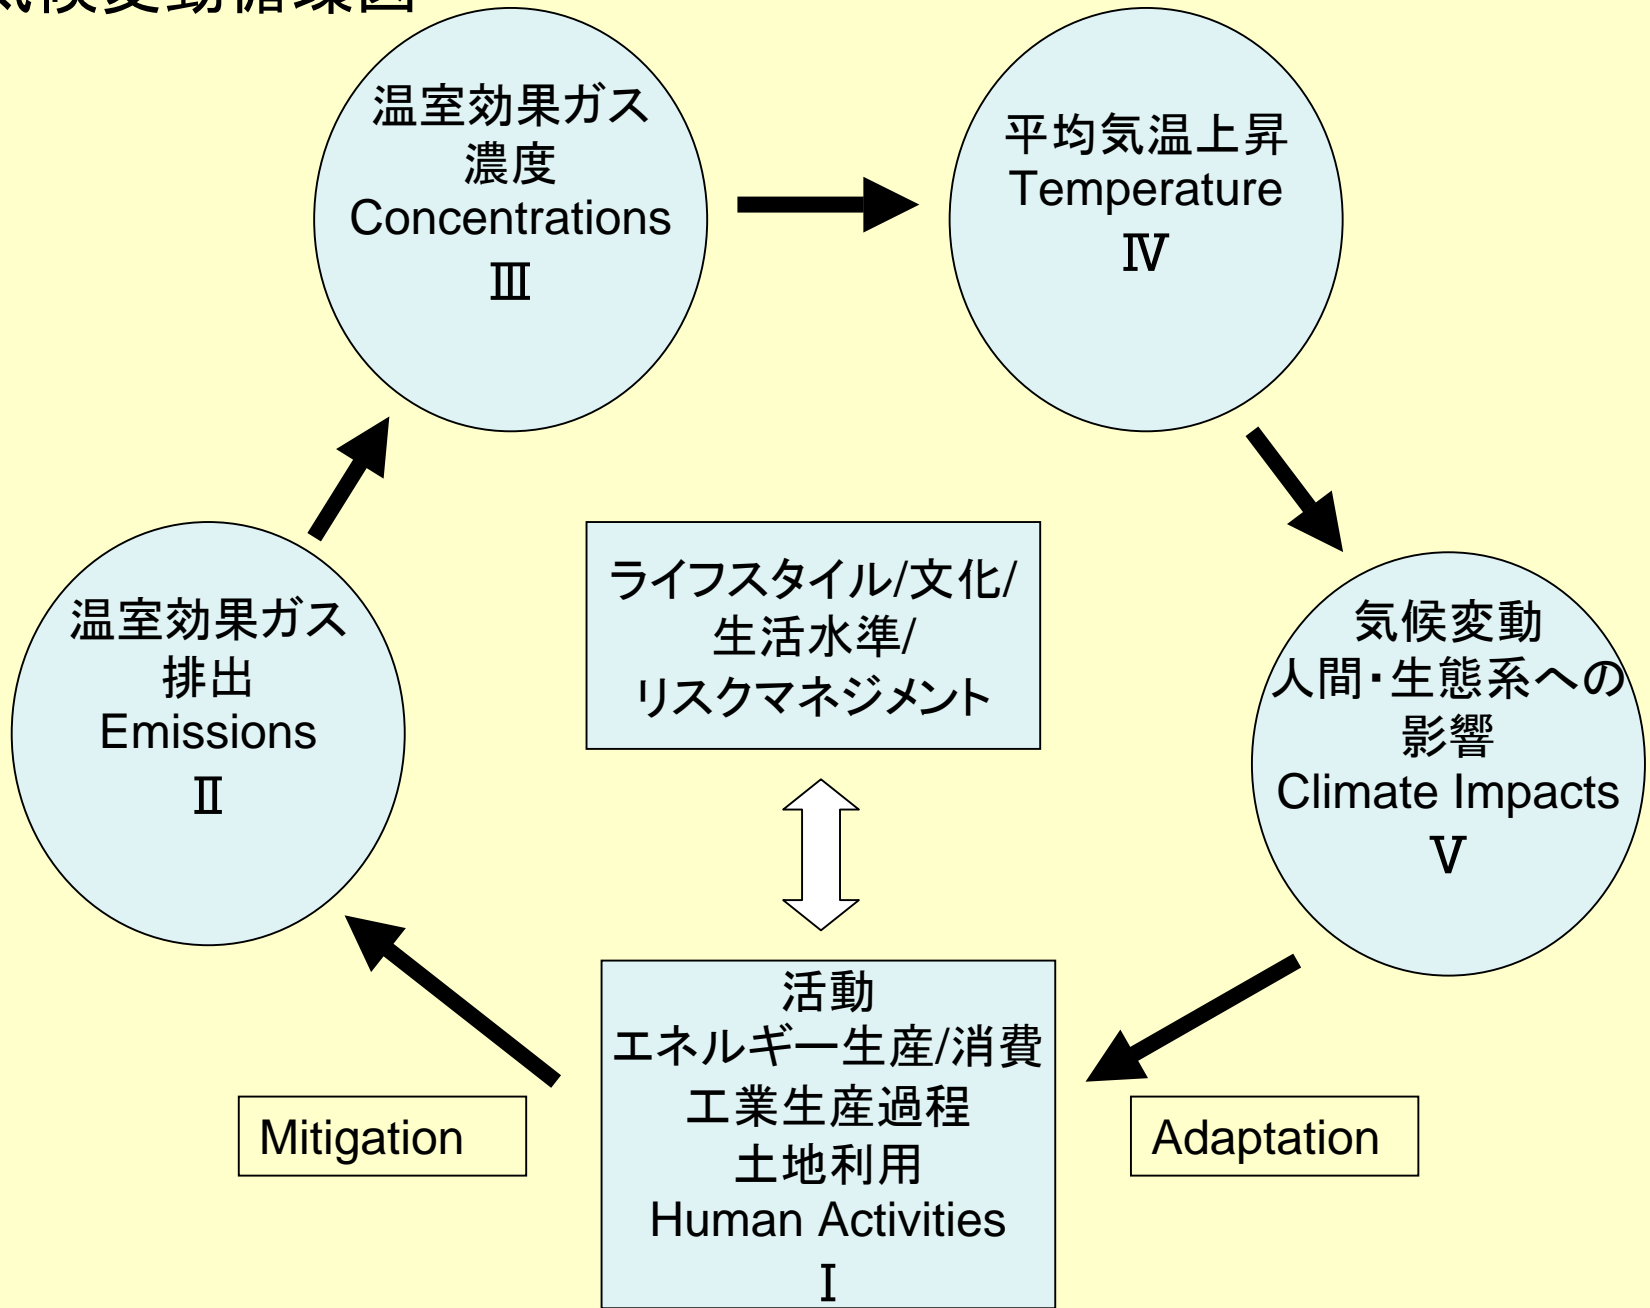 気候変動循環図
温室効果ガス
濃度
Concentrations
Ⅲ
平均気温上昇
Temperature
Ⅳ
温室効果ガス
排出
Emissions
Ⅱ
ライフスタイル/文化/
生活水準/
リスクマネジメント
気候変動
人間・生態系への
影響
Climate Impacts
Ⅴ
活動
エネルギー生産/消費
工業生産過程
土地利用
Human Activities
Ⅰ
Mitigation
Adaptation